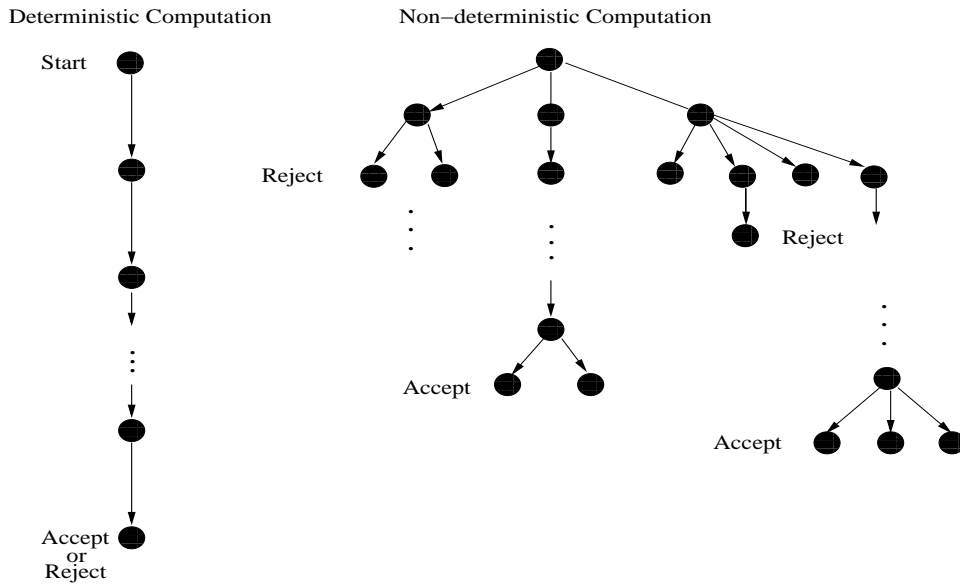 Deterministic Computation
Non−deterministic Computation
Start
Reject
Reject
Accept
Accept
Accept
or
Reject